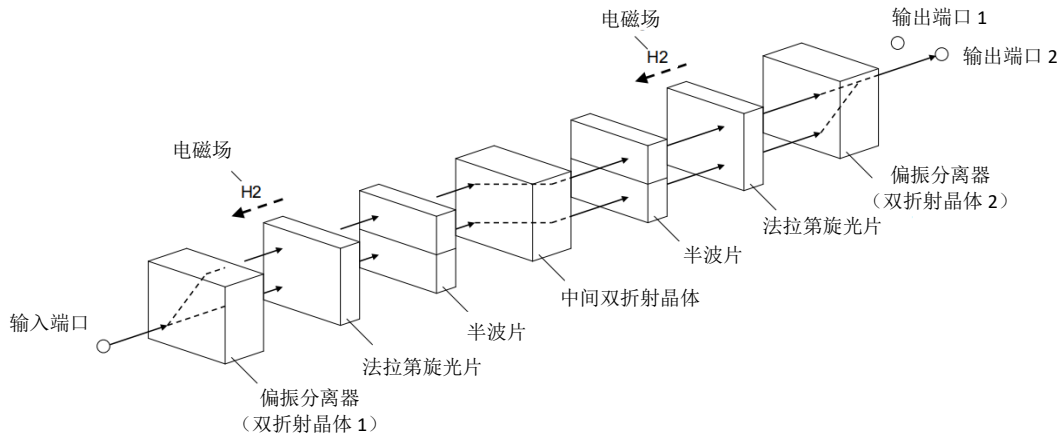 输出端口 1
输出端口 2
电磁场
H2
电磁场
H2
偏振分离器
（双折射晶体 2）
法拉第旋光片
半波片
中间双折射晶体
输入端口
半波片
法拉第旋光片
偏振分离器
（双折射晶体 1）